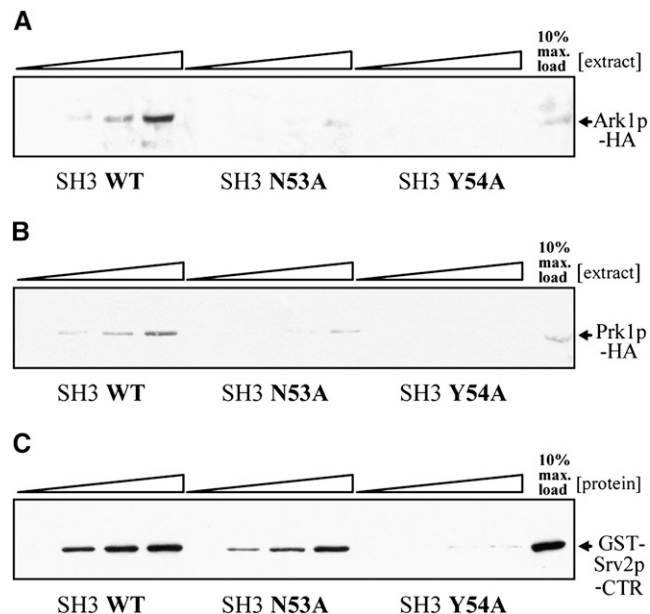 A
10%
max.
load
[extract]
Ark1p
-HA
SH3 WT
SH3 N53A
SH3 Y54A
B
10%
max.
load
[extract]
Prk1p
-HA
SH3 WT
SH3 N53A
SH3 Y54A
C
10%
max.
load
[protein]
GST-
Srv2p
-CTR
SH3 WT
SH3 N53A
SH3 Y54A